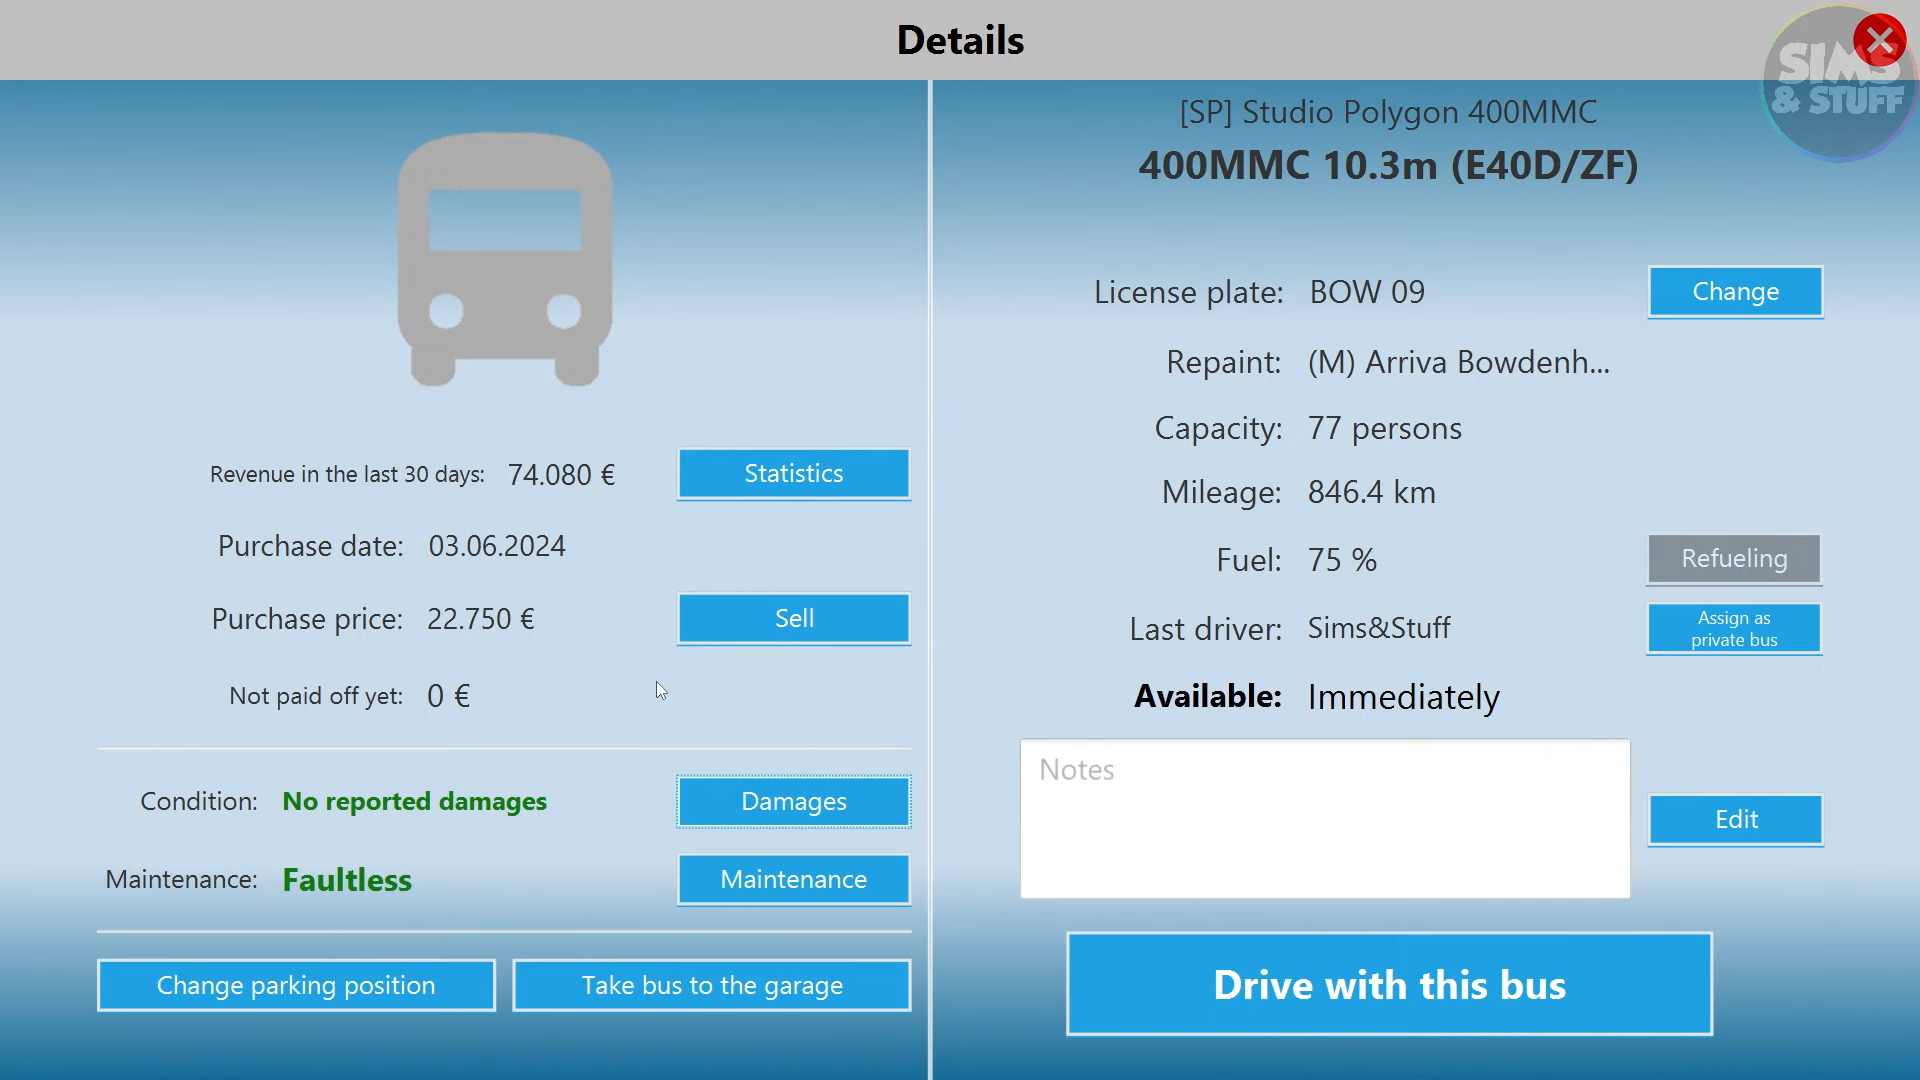 Details
SIMS
& STUFF
[SP] Studio Polygon 400MMC
400MMC 10.3m (E40D/ZF)
License plate: BOW 09 Change
Repaint: (M) Arriva Bowdenh...
Capacity: 77 persons
Mileage: 846.4 km
Fuel: 75 % Refueling
Last driver: Sims&Stuff Assign as
private bus
Available: Immediately
Notes
Edit
Drive with this bus
Revenue in the last 30 days: 74.080 € Statistics
Purchase date: 03.06.2024
Purchase price: 22.750 € Sell
Not paid off yet: 0 €
Condition: No reported damages Damages
Maintenance: Faultless Maintenance
Change parking position Take bus to the garage